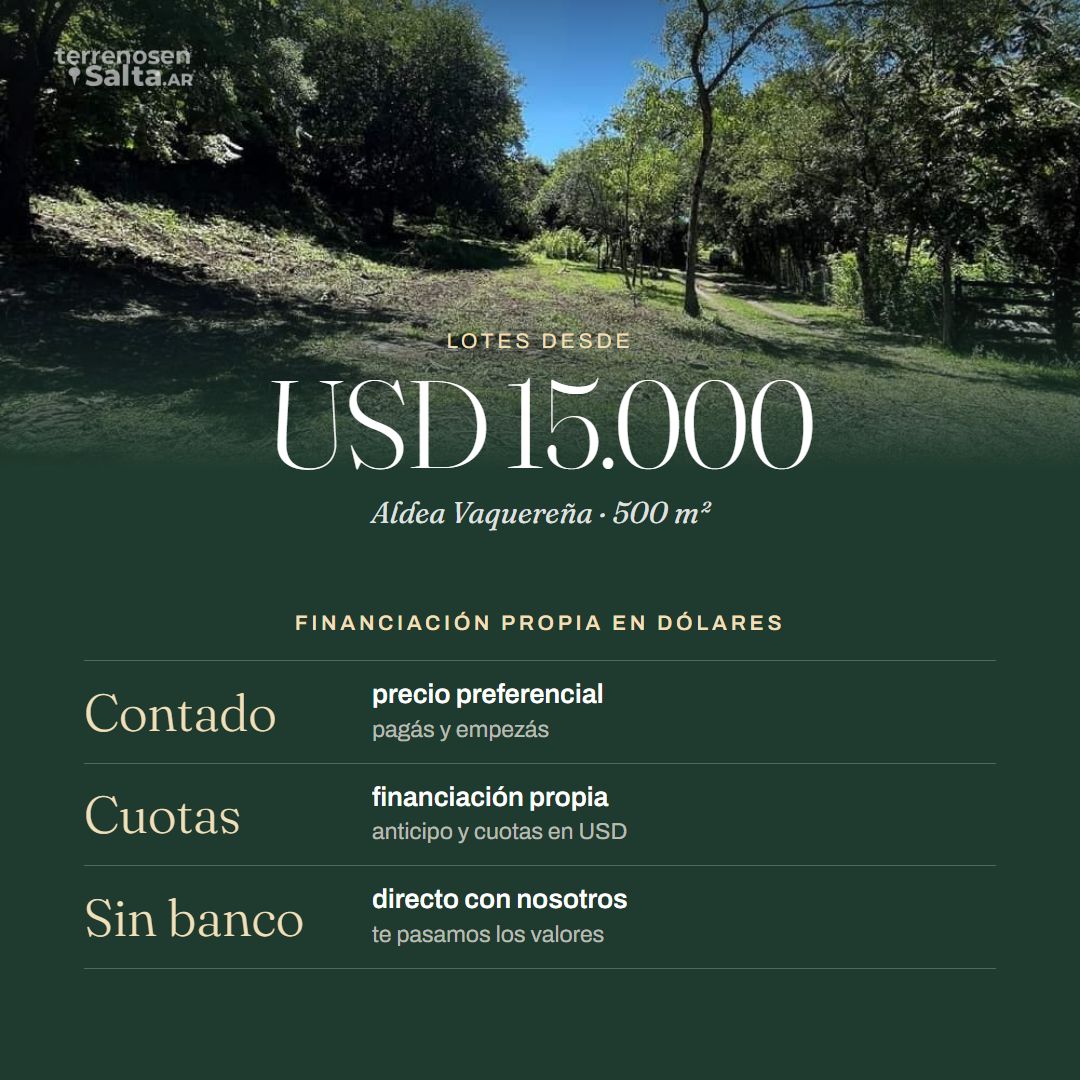 terrenosen
Salta.AR
LOTES DESDE
USD 15.000
Aldea Vaquereña · 500 m²
FINANCIACIÓN PROPIA EN DÓLARES
Contado
precio preferencial
pagás y empezás
Cuotas
financiación propia
anticipo y cuotas en USD
Sin banco
directo con nosotros
te pasamos los valores